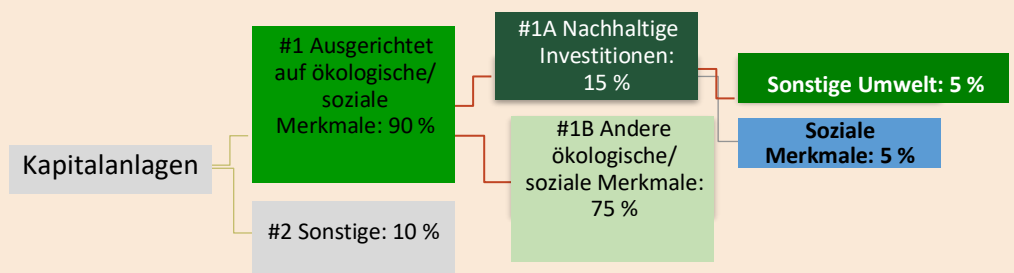 Kapitalanlagen
#1 Ausgerichtet
auf ökologische/
soziale
Merkmale: 90 %
#2 Sonstige: 10 %
#1A Nachhaltige
Investitionen:
15 %
#1B Andere
ökologische/
soziale Merkmale:
75 %
Sonstige Umwelt: 5 %
Soziale
Merkmale: 5 %